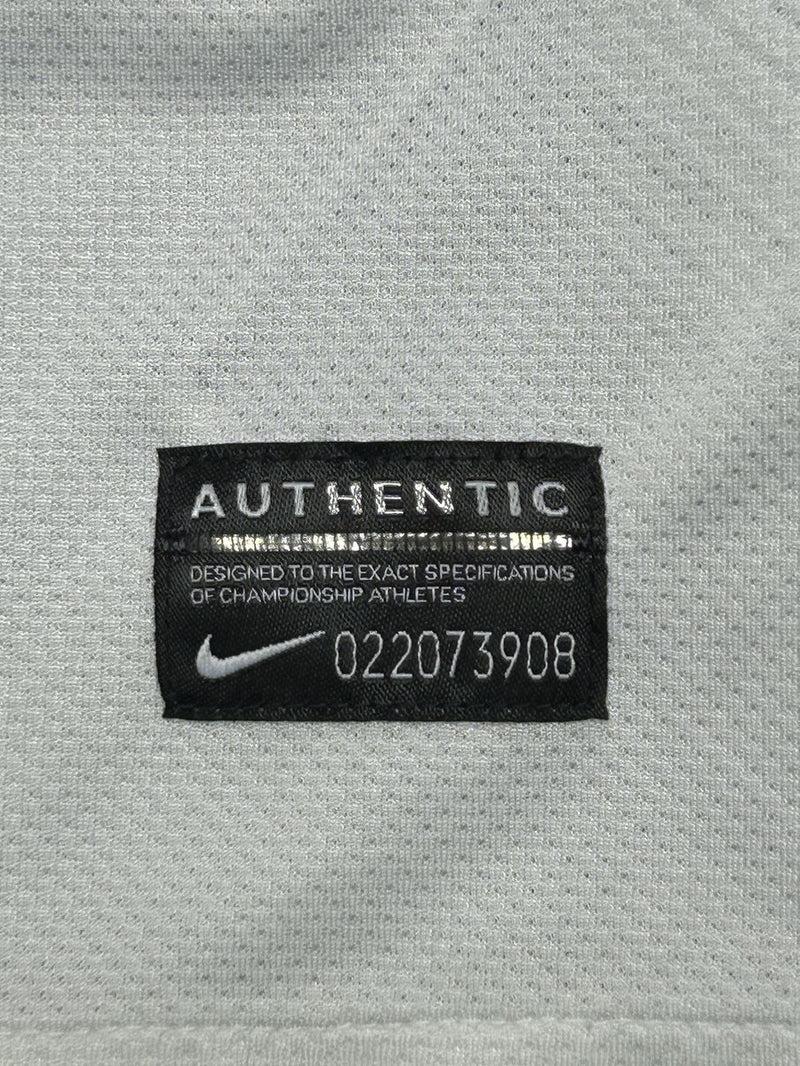 AUTHENTIC
DESIGNED TO THE EXACT SPECIFICATIONS
OF CHAMPIONSHIP ATHLETES
022073908